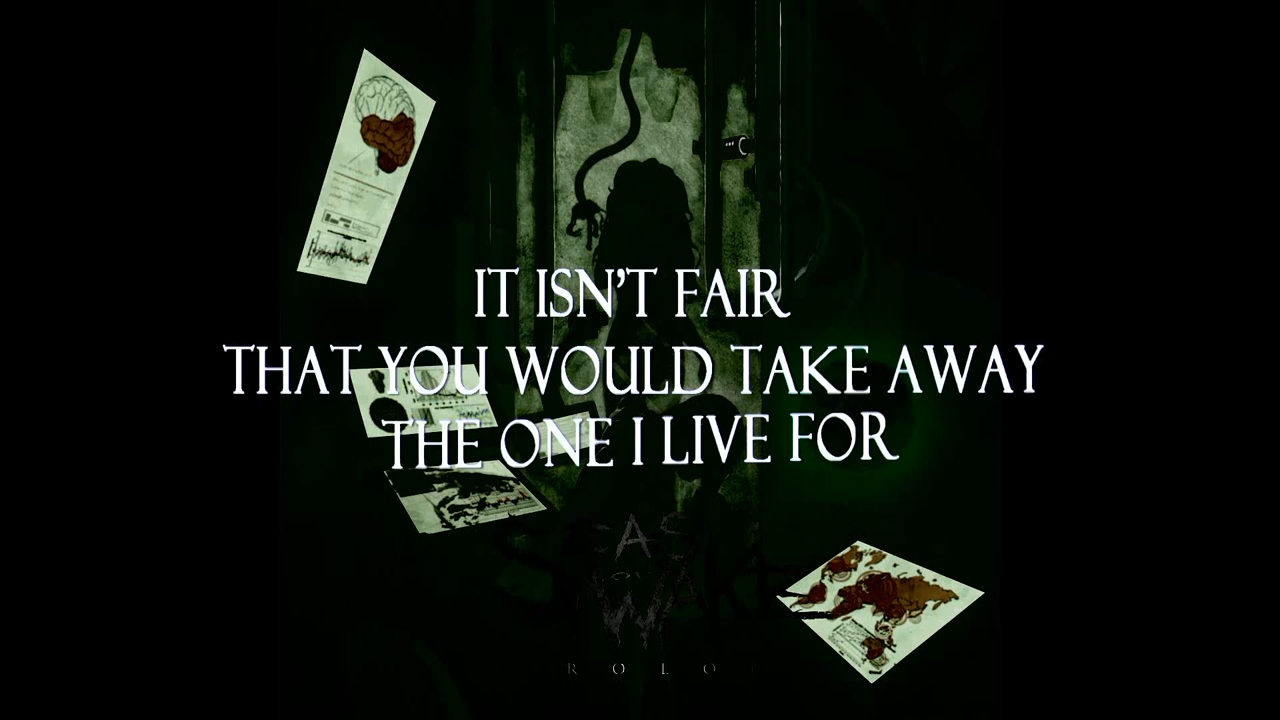 IT ISN'T FAIR
THAT YOU WOULD TAKE AWAY
THE ONE I LIVE FOR
R O L O